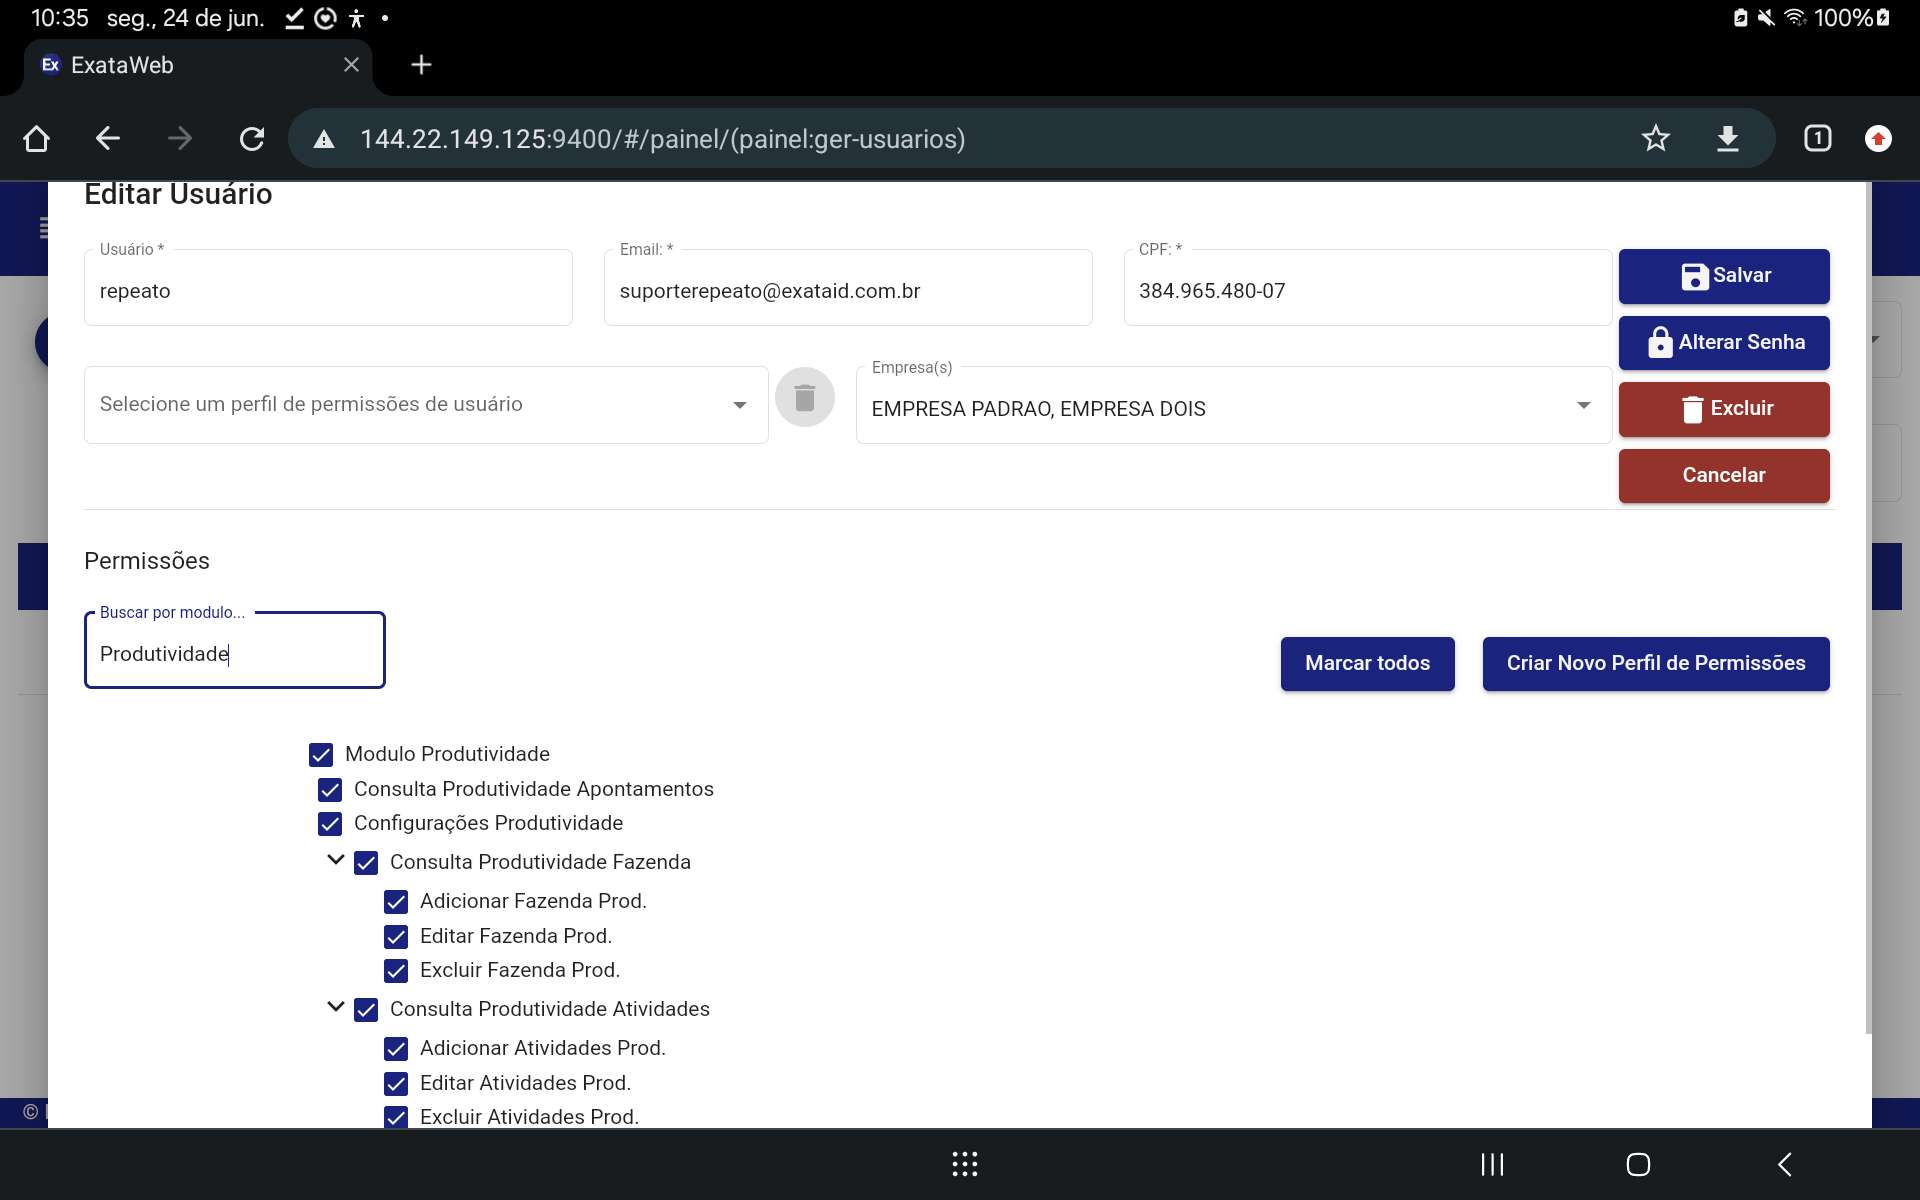 10:35 seg., 24 de jun.
100%
Ex ExataWeb
144.22.149.125:9400/#/painel/(painel:ger-usuarios)
1
Editar Usuário
Usuário *
repeato
Email: *
suporterepeato@exataid.com.br
CPF: *
384.965.480-07
Salvar
Alterar Senha
Selecione um perfil de permissões de usuário
Empresa(s)
EMPRESA PADRAO, EMPRESA DOIS
Excluir
Cancelar
Permissões
Buscar por modulo...
Produtividade
Marcar todos
Criar Novo Perfil de Permissões
Modulo Produtividade
Consulta Produtividade Apontamentos
Configurações Produtividade
Consulta Produtividade Fazenda
Adicionar Fazenda Prod.
Editar Fazenda Prod.
Excluir Fazenda Prod.
Consulta Produtividade Atividades
Adicionar Atividades Prod.
Editar Atividades Prod.
Excluir Atividades Prod.
©